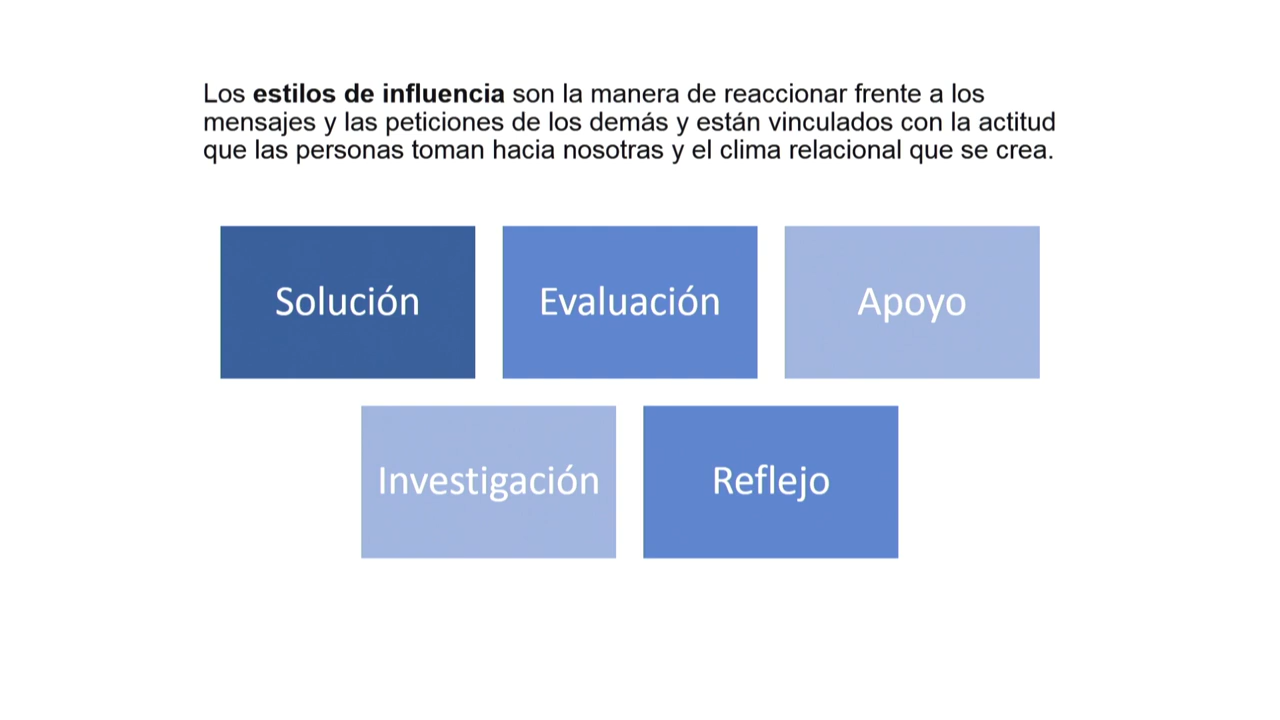 Los estilos de influencia son la manera de reaccionar frente a los
mensajes y las peticiones de los demás y están vinculados con la actitud
que las personas toman hacia nosotras y el clima relacional que se crea.
Solución
Evaluación
Apoyo
Investigación
Reflejo